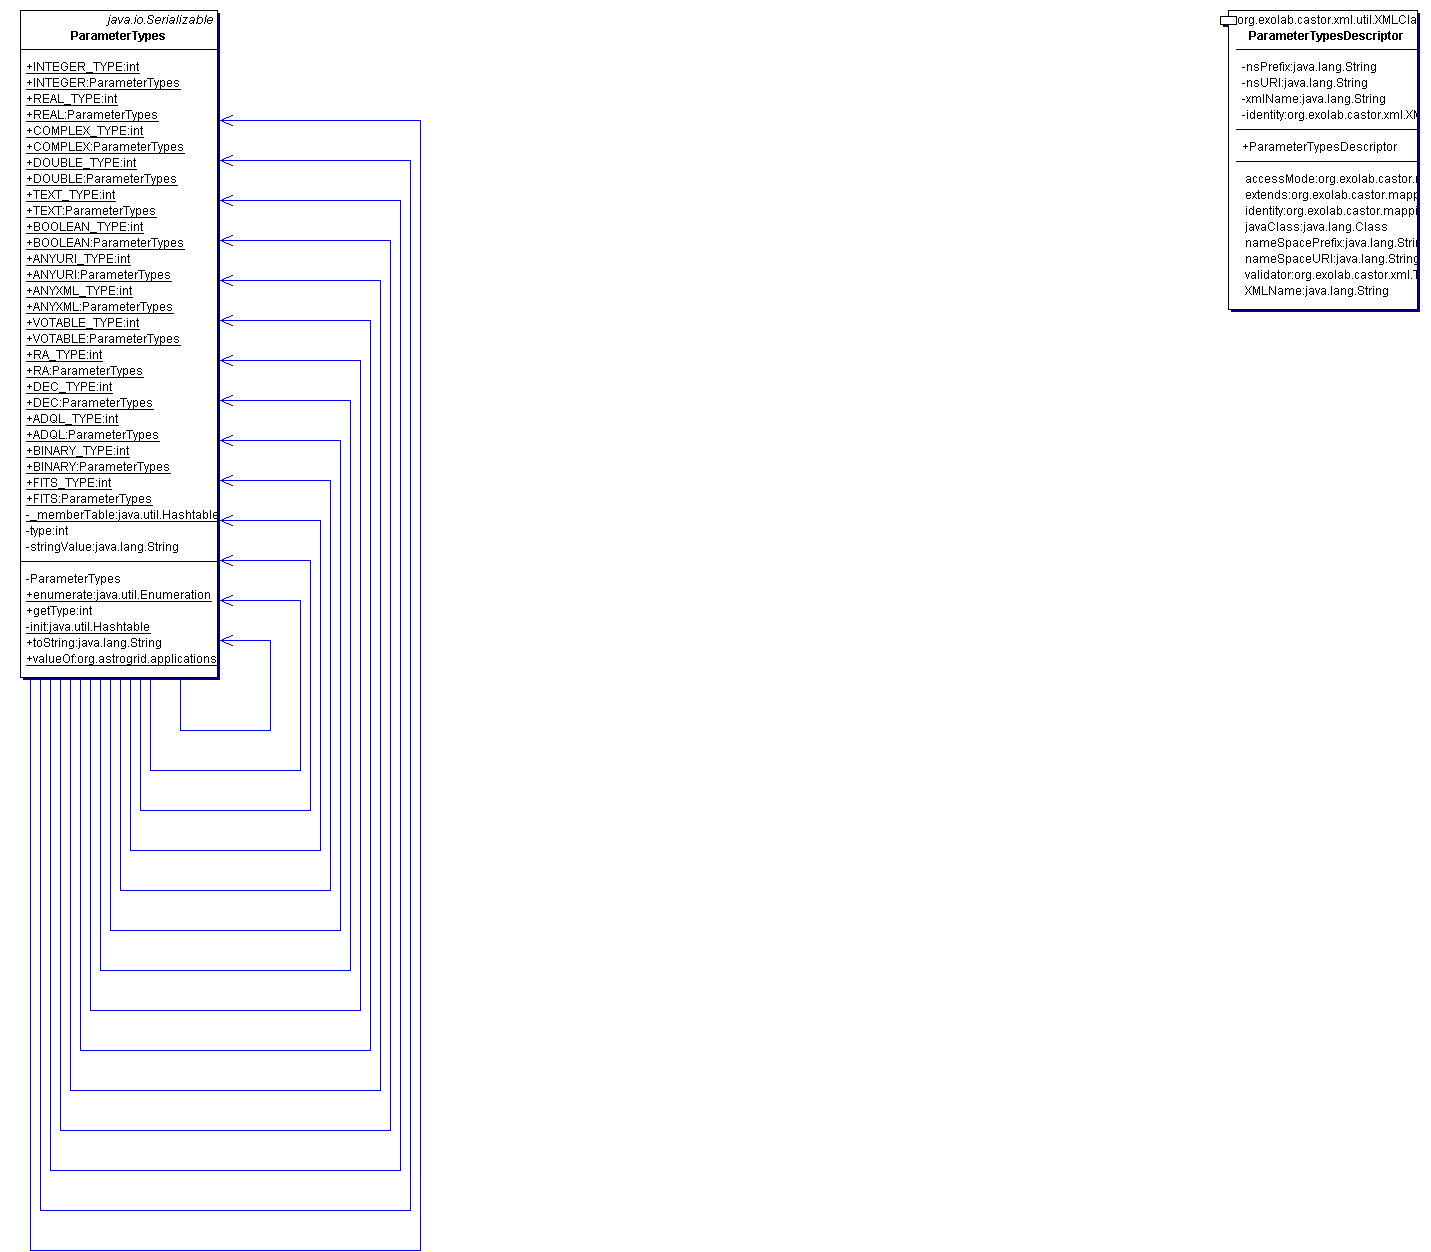 java.io.Serializable
ParameterTypes
+INTEGER_TYPE:int
+INTEGER:ParameterTypes
+REAL_TYPE:int
+REAL:ParameterTypes
+COMPLEX_TYPE:int
+COMPLEX:ParameterTypes
+DOUBLE_TYPE:int
+DOUBLE:ParameterTypes
+TEXT_TYPE:int
+TEXT:ParameterTypes
+BOOLEAN_TYPE:int
+BOOLEAN:ParameterTypes
+ANYURI_TYPE:int
+ANYURI:ParameterTypes
+ANYXML_TYPE:int
+ANYXML:ParameterTypes
+VOTABLE_TYPE:int
+VOTABLE:ParameterTypes
+RA_TYPE:int
+RA:ParameterTypes
+DEC_TYPE:int
+DEC:ParameterTypes
+ADQL_TYPE:int
+ADQL:ParameterTypes
+BINARY_TYPE:int
+BINARY:ParameterTypes
+FITS_TYPE:int
+FITS:ParameterTypes
-_memberTable:java.util.Hashtable
-type:int
-stringValue:java.lang.String
-ParameterTypes
+enumerate:java.util.Enumeration
+getType:int
-init:java.util.Hashtable
+toString:java.lang.String
+valueOf:org.astrogrid.applications
org.exolab.castor.xml.util.XMLCla
ParameterTypesDescriptor
-nsPrefix:java.lang.String
-nsURI:java.lang.String
-xmlName:java.lang.String
-identity:org.exolab.castor.xml.XM
+ParameterTypesDescriptor
accessMode:org.exolab.castor.
extends:org.exolab.castor.mapp
identity:org.exolab.castor.mappi
javaClass:java.lang.Class
nameSpacePrefix:java.lang.Stri
nameSpaceURI:java.lang.String
validator:org.exolab.castor.xml.T
XMLName:java.lang.String